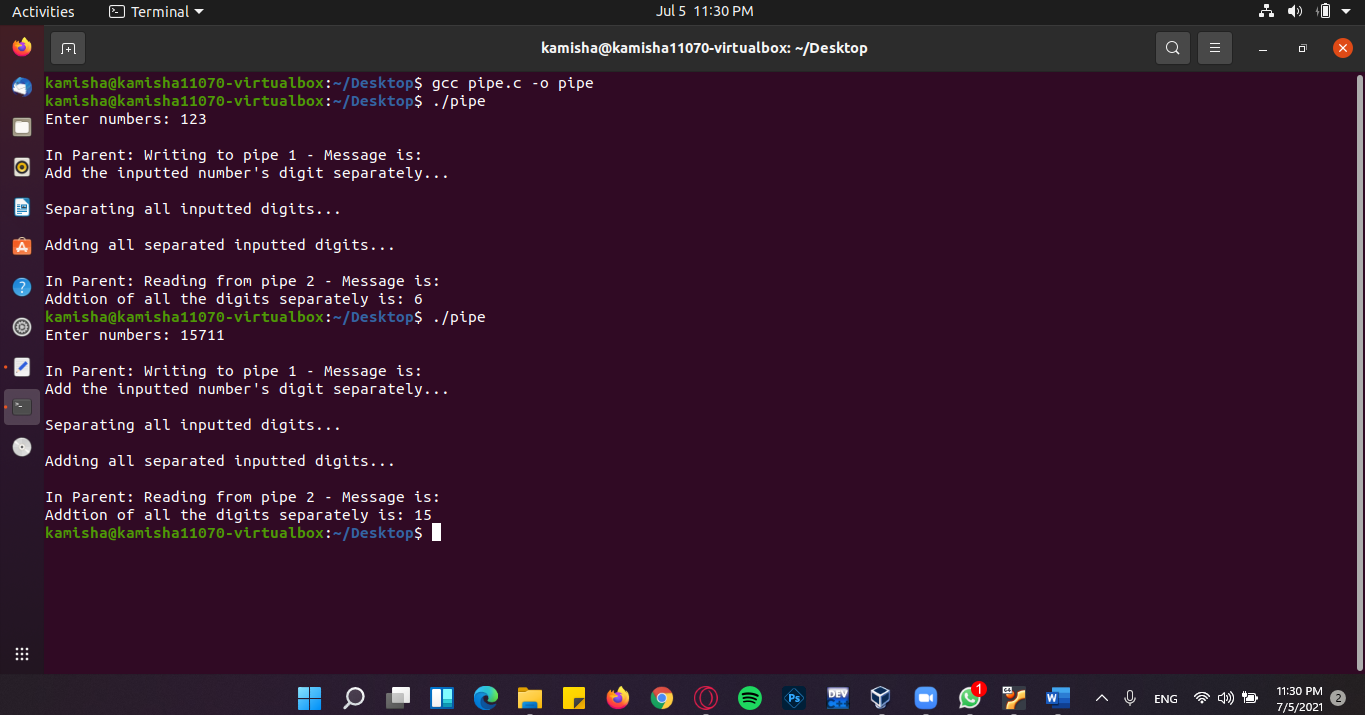 Activities Terminal Jul 5 11:30 PM
kamisha@kamisha11070-virtualbox: ~/Desktop
kamisha@kamisha11070-virtualbox:~/Desktop$ gcc pipe.c -o pipe
kamisha@kamisha11070-virtualbox:~/Desktop$ ./pipe
Enter numbers: 123
In Parent: Writing to pipe 1 - Message is:
Add the inputted number's digit separately...
Separating all inputted digits...
Adding all separated inputted digits...
In Parent: Reading from pipe 2 - Message is:
Addtion of all the digits separately is: 6
kamisha@kamisha11070-virtualbox:~/Desktop$ ./pipe
Enter numbers: 15711
In Parent: Writing to pipe 1 - Message is:
Add the inputted number's digit separately...
Separating all inputted digits...
Adding all separated inputted digits...
In Parent: Reading from pipe 2 - Message is:
Addtion of all the digits separately is: 15
kamisha@kamisha11070-virtualbox:~/Desktop$
Ps DEV 1 W ENG 11:30 PM 2
7/5/2021